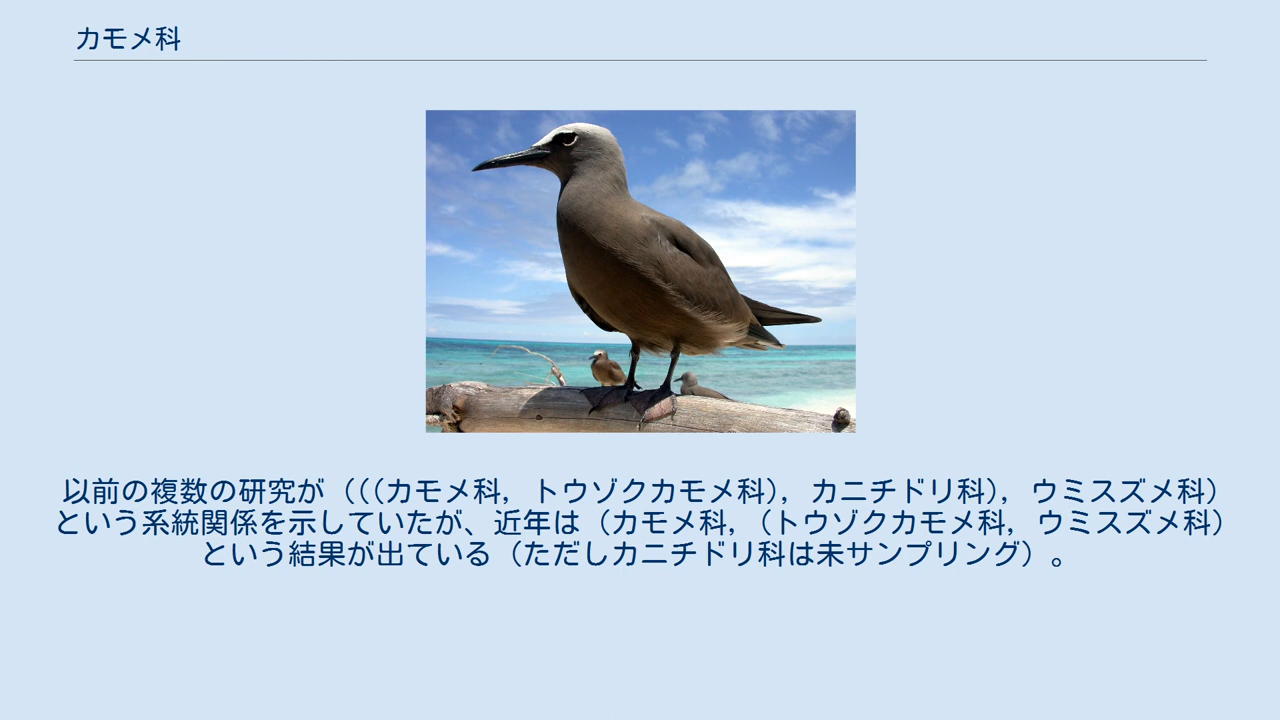 カモメ科
以前の複数の研究が（（（カモメ科，トウゾクカモメ科），カニチドリ科），ウミスズメ科）
という系統関係を示していたが、近年は（カモメ科，（トウゾクカモメ科，ウミスズメ科）
という結果が出ている（ただしカニチドリ科は未サンプリング）。